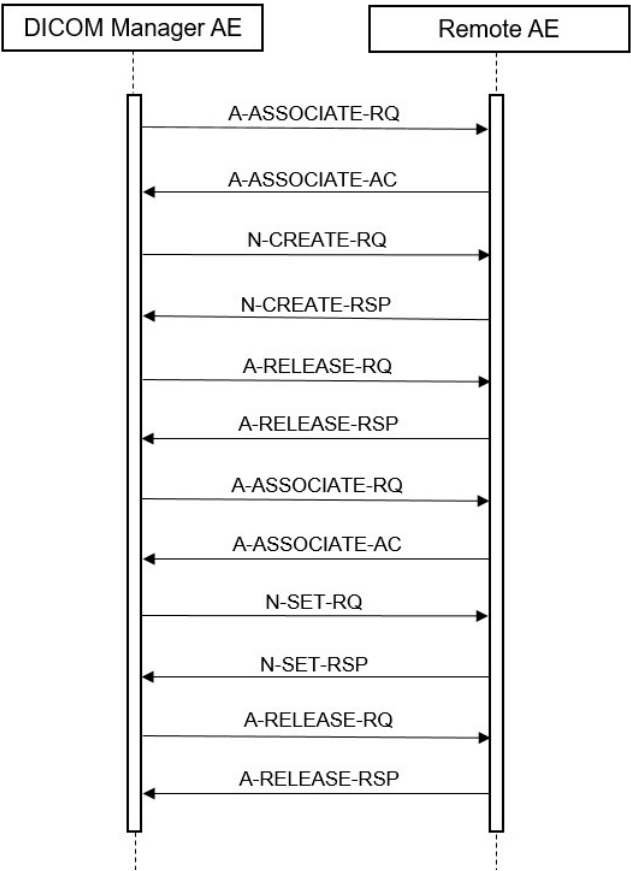 DICOM Manager AE
Remote AE
A-ASSOCIATE-RQ
A-ASSOCIATE-AC
N-CREATE-RQ
N-CREATE-RSP
A-RELEASE-RQ
A-RELEASE-RSP
A-ASSOCIATE-RQ
A-ASSOCIATE-AC
N-SET-RQ
N-SET-RSP
A-RELEASE-RQ
A-RELEASE-RSP